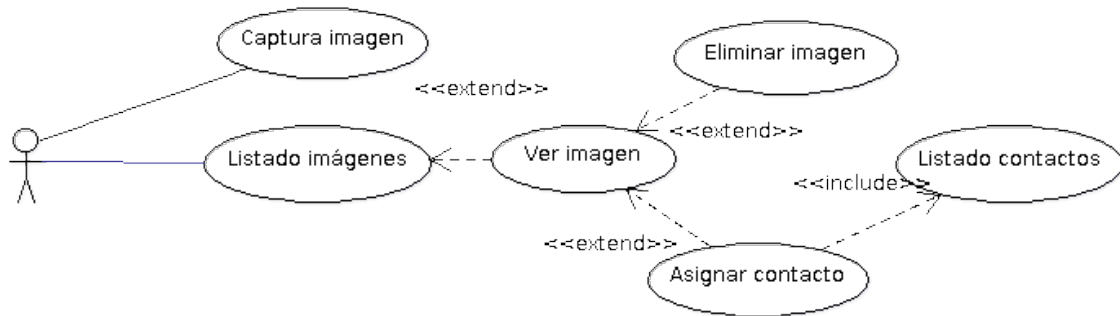 Captura imagen
Eliminar imagen
<<extend>>
<<extend>>
Listado imágenes
Ver imagen
Listado contactos
<<include>>
<<extend>>
Asignar contacto